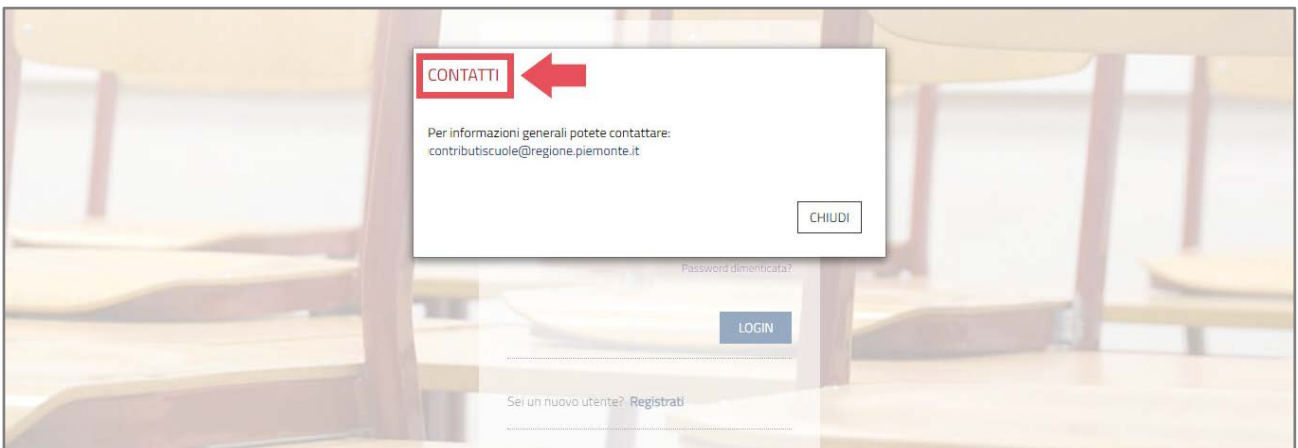 CONTATTI
Per informazioni generali potete contattare:
contributiscuole@regione.piemonte.it
CHIUDI
Password dimenticata?
LOGIN
Sei un nuovo utente? Registrati